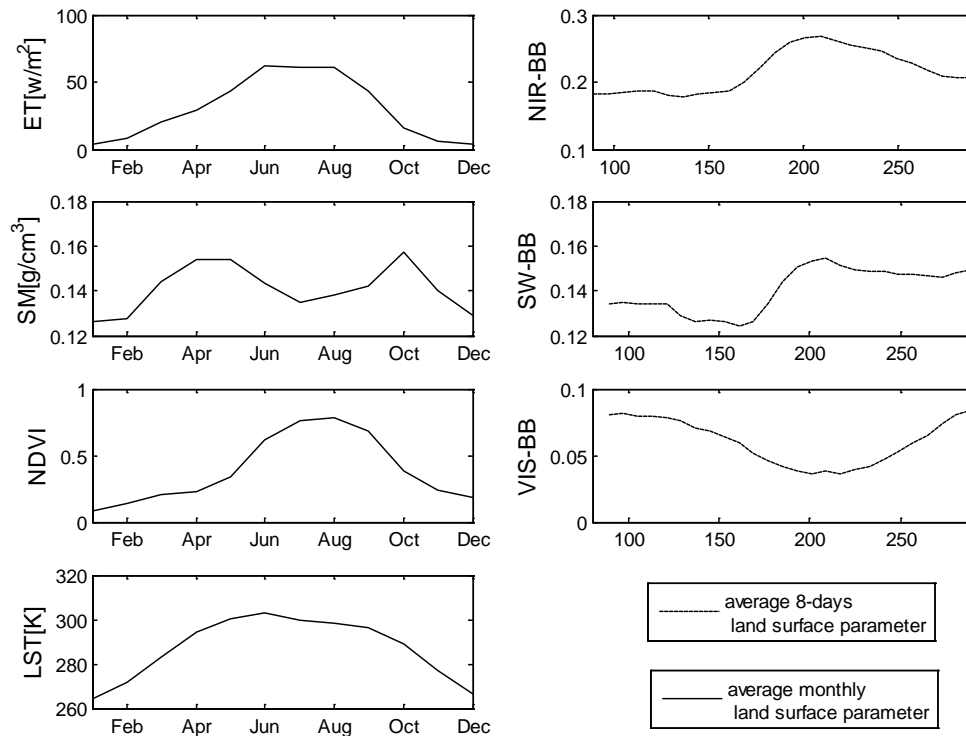 ET[w/m²]
100
50
0
Feb Apr Jun Aug Oct Dec
NIR-BB
0.3
0.2
0.1
100 150 200 250
SM[g/cm³]
0.18
0.16
0.14
0.12
Feb Apr Jun Aug Oct Dec
SW-BB
0.18
0.16
0.14
0.12
100 150 200 250
NDVI
1
0.5
0
Feb Apr Jun Aug Oct Dec
VIS-BB
0.1
0.05
0
100 150 200 250
LST[K]
320
300
280
260
Feb Apr Jun Aug Oct Dec
average 8-days
land surface parameter
average monthly
land surface parameter